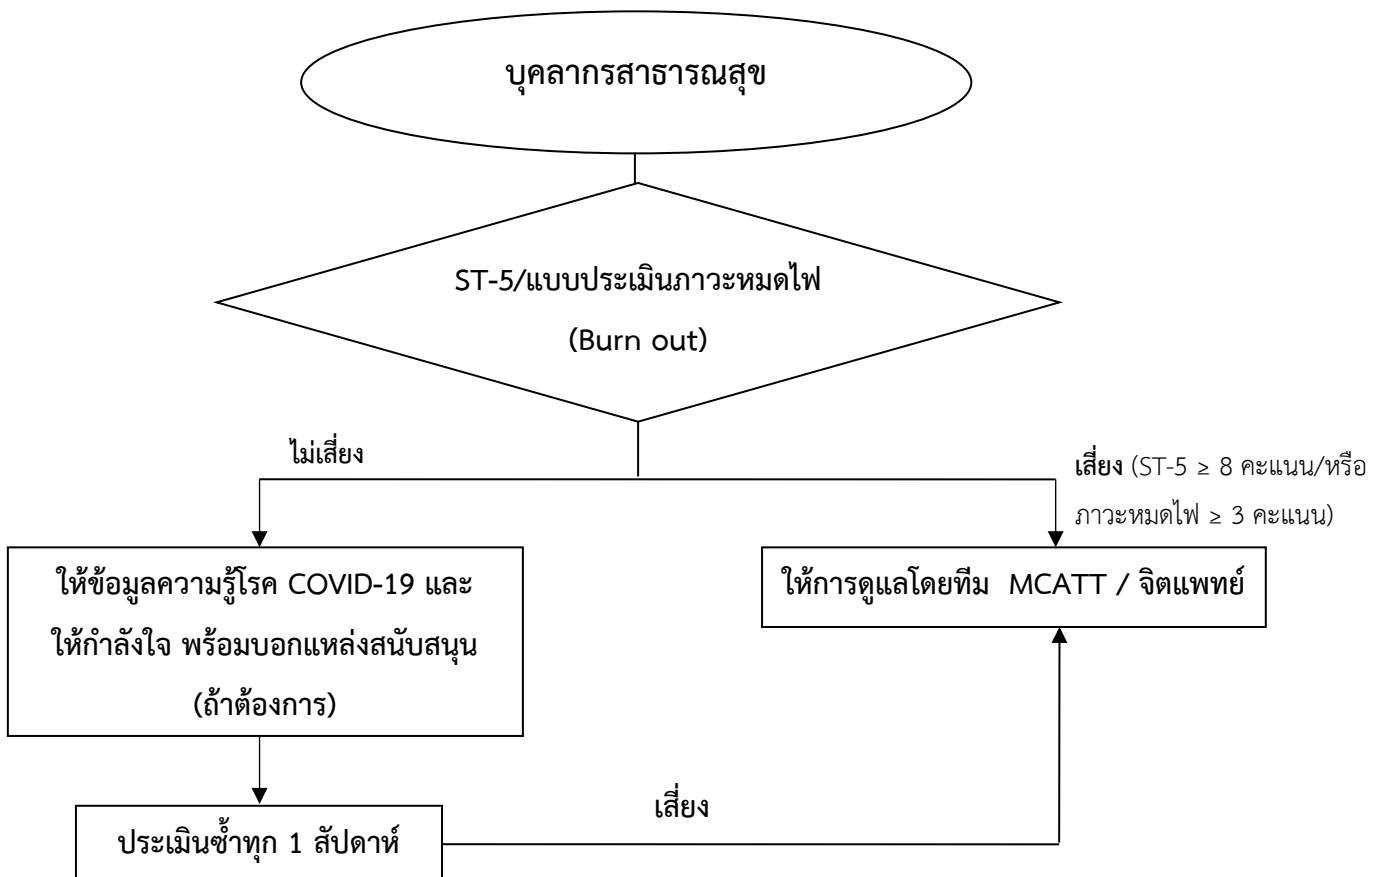 บุคลากรสาธารณสุข
ST-5/แบบประเมินภาวะหมดไฟ
(Burn out)
ไม่เสี่ยง
เสี่ยง (ST-5 ≥ 8 คะแนน/หรือ
ภาวะหมดไฟ ≥ 3 คะแนน)
ให้ข้อมูลความรู้โรค COVID-19 และ
ให้กำลังใจ พร้อมบอกแหล่งสนับสนุน
(ถ้าต้องการ)
ให้การดูแลโดยทีม MCATT / จิตแพทย์
เสี่ยง
ประเมินซ้ำทุก 1 สัปดาห์